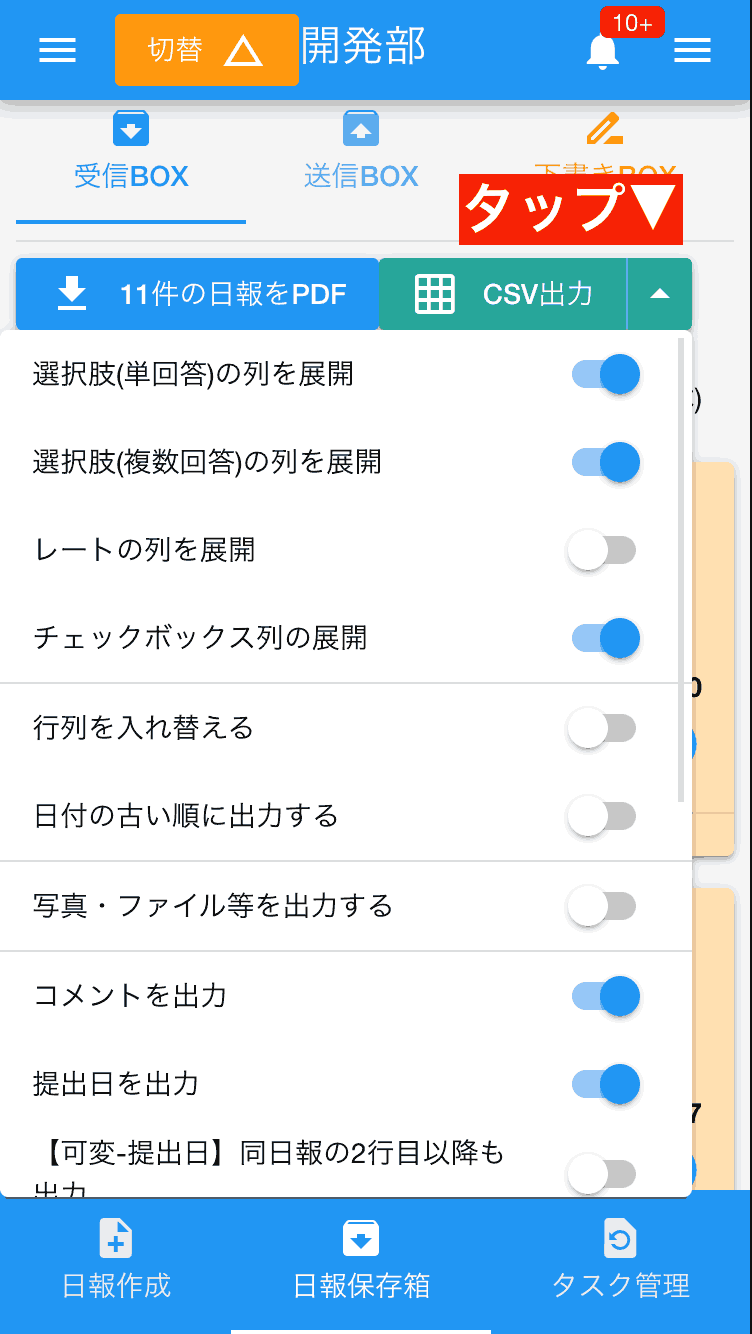 切替
開発部
10+
受信BOX
送信BOX
下書きBOX
タップ▼
11件の日報をPDF
CSV出力
選択肢(単回答)の列を展開
選択肢(複数回答)の列を展開
レートの列を展開
チェックボックス列の展開
行列を入れ替える
日付の古い順に出力する
写真・ファイル等を出力する
コメントを出力
提出日を出力
【可変-提出日】同日報の2行目以降も
出力
日報作成
日報保存箱
タスク管理